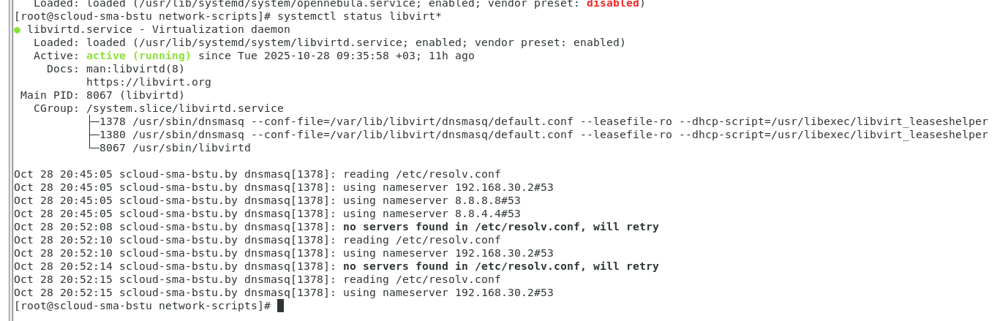 Loaded: loaded (/usr/lib/systemd/system/opennebula.service; enabled; vendor preset: disabled)
[root@scloud-sma-bstu network-scripts]# systemctl status libvirt*
● libvirtd.service - Virtualization daemon
   Loaded: loaded (/usr/lib/systemd/system/libvirtd.service; enabled; vendor preset: enabled)
   Active: active (running) since Tue 2025-10-28 09:35:58 +03; 11h ago
     Docs: man:libvirtd(8)
           https://libvirt.org
 Main PID: 8067 (libvirtd)
   CGroup: /system.slice/libvirtd.service
           ├─1378 /usr/sbin/dnsmasq --conf-file=/var/lib/libvirt/dnsmasq/default.conf --leasefile-ro --dhcp-script=/usr/libexec/libvirt_leaseshelper
           ├─1380 /usr/sbin/dnsmasq --conf-file=/var/lib/libvirt/dnsmasq/default.conf --leasefile-ro --dhcp-script=/usr/libexec/libvirt_leaseshelper
           └─8067 /usr/sbin/libvirtd

Oct 28 20:45:05 scloud-sma-bstu.by dnsmasq[1378]: reading /etc/resolv.conf
Oct 28 20:45:05 scloud-sma-bstu.by dnsmasq[1378]: using nameserver 192.168.30.2#53
Oct 28 20:45:05 scloud-sma-bstu.by dnsmasq[1378]: using nameserver 8.8.8.8#53
Oct 28 20:45:05 scloud-sma-bstu.by dnsmasq[1378]: using nameserver 8.8.4.4#53
Oct 28 20:52:08 scloud-sma-bstu.by dnsmasq[1378]: no servers found in /etc/resolv.conf, will retry
Oct 28 20:52:10 scloud-sma-bstu.by dnsmasq[1378]: reading /etc/resolv.conf
Oct 28 20:52:10 scloud-sma-bstu.by dnsmasq[1378]: using nameserver 192.168.30.2#53
Oct 28 20:52:14 scloud-sma-bstu.by dnsmasq[1378]: no servers found in /etc/resolv.conf, will retry
Oct 28 20:52:15 scloud-sma-bstu.by dnsmasq[1378]: reading /etc/resolv.conf
Oct 28 20:52:15 scloud-sma-bstu.by dnsmasq[1378]: using nameserver 192.168.30.2#53
[root@scloud-sma-bstu network-scripts]#